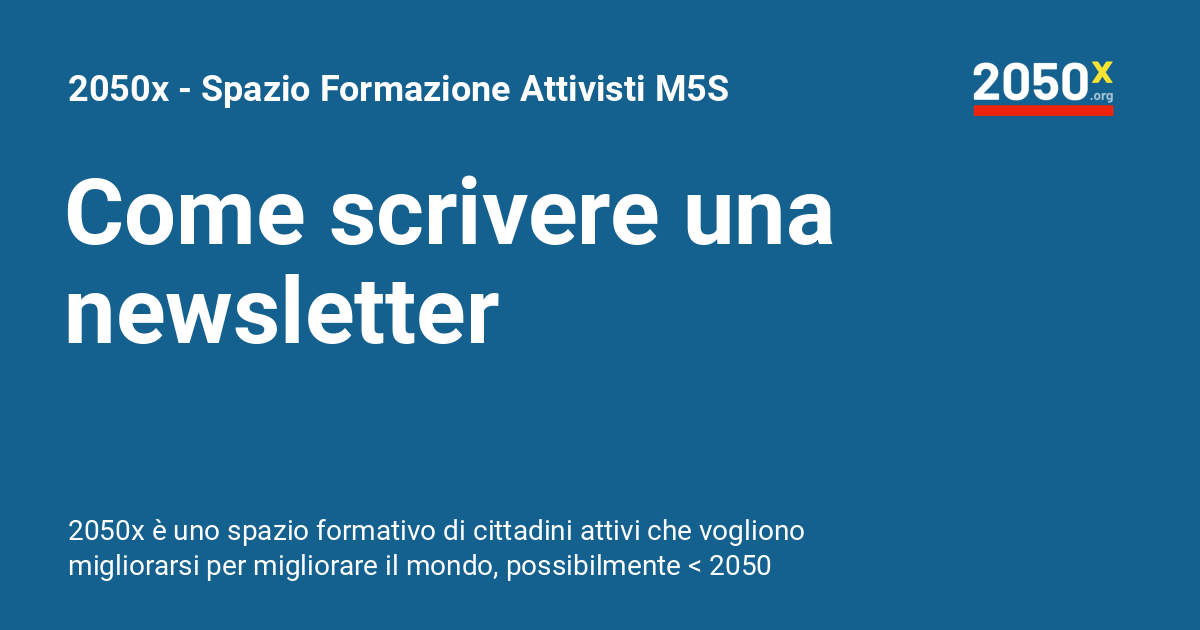 2050x - Spazio Formazione Attivisti M5S
2050x
.org
Come scrivere una
newsletter
2050x è uno spazio formativo di cittadini attivi che vogliono
migliorarsi per migliorare il mondo, possibilmente < 2050